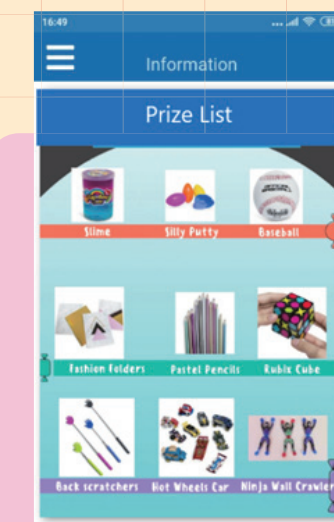 16:49
Information
Prize List
Slime Silly Putty Baseball
Fashion Folders Pastel Pencils Rubix Cube
Back scratchers Hot Wheels Car Ninja Wall Crawler